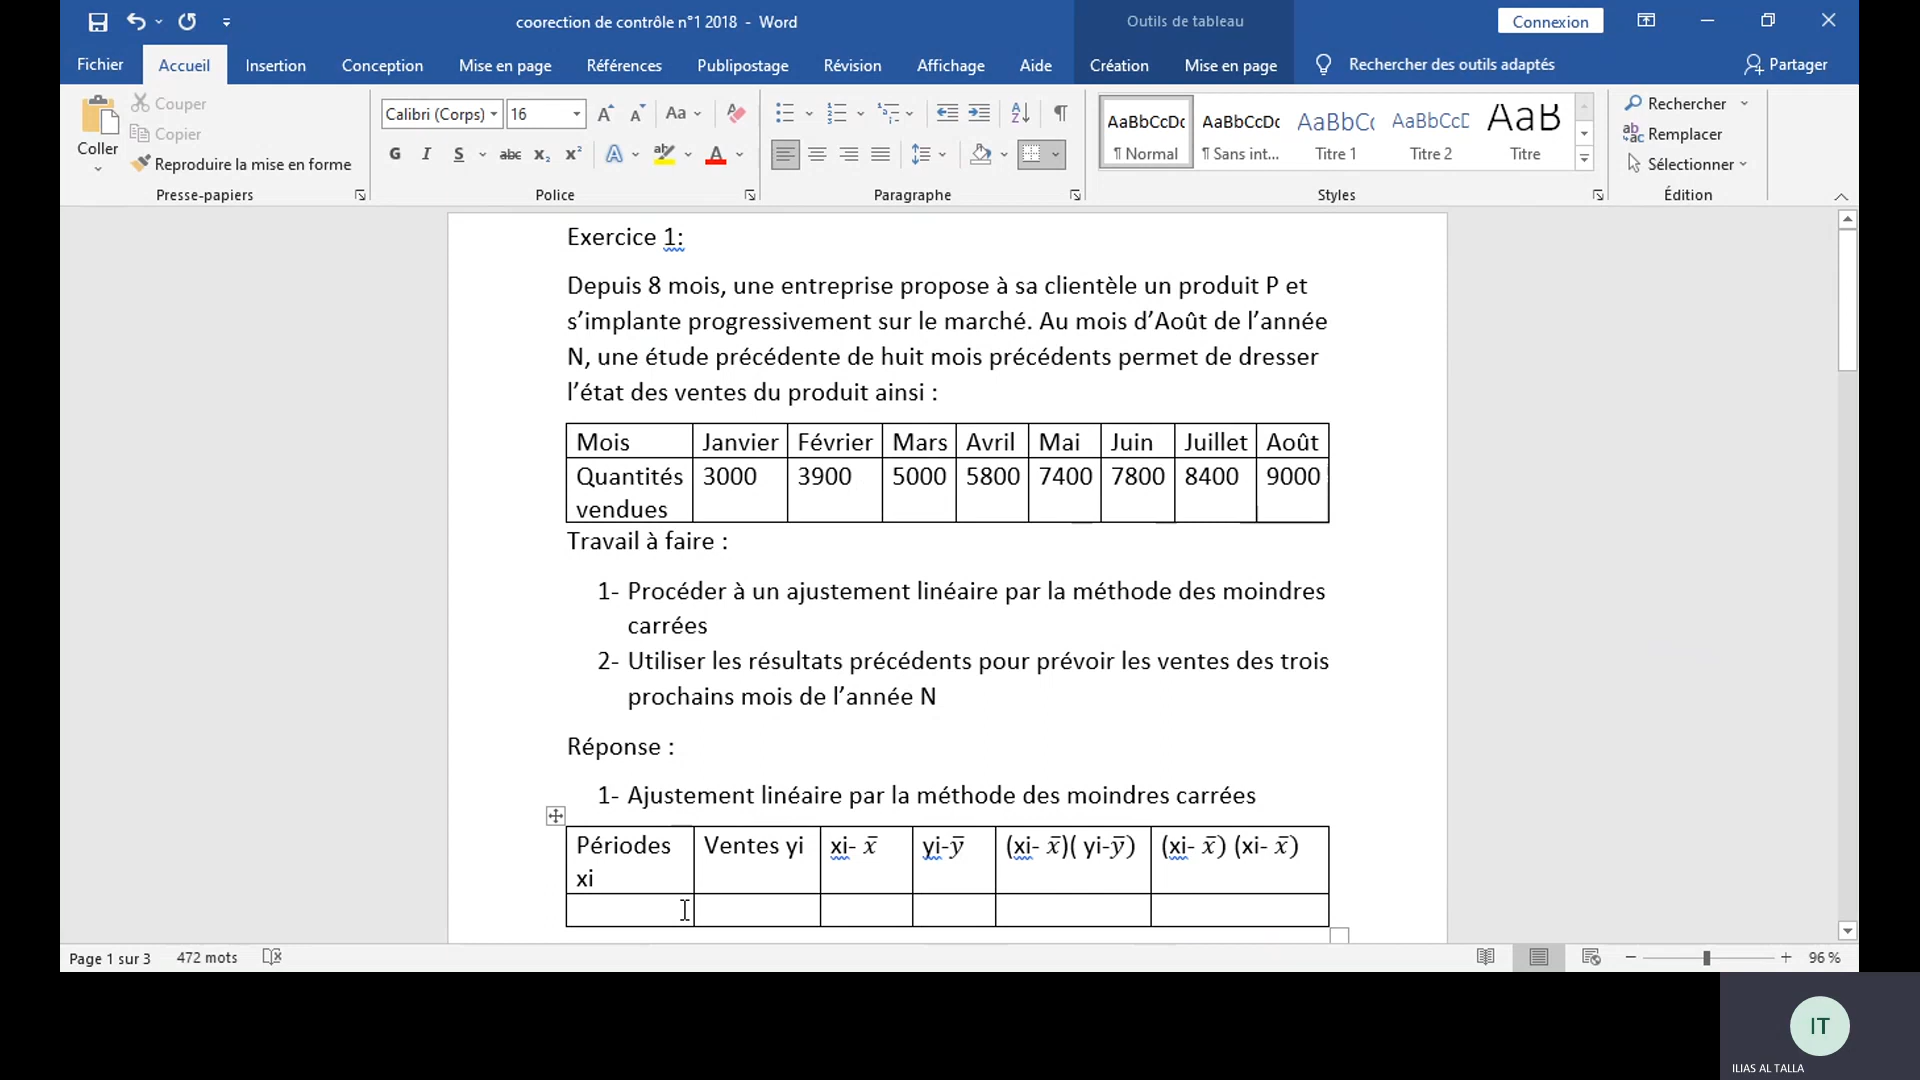 coorection de contrôle n°1 2018 - Word
Outils de tableau
Connexion
Fichier
Accueil
Insertion
Conception
Mise en page
Références
Publipostage
Révision
Affichage
Aide
Création
Mise en page
Rechercher des outils adaptés
Partager
Coller
Couper
Copier
Reproduire la mise en forme
Presse-papiers
Calibri (Corps)
16
Aa
G I S abc x₂ x² A A
Police
Paragraphe
AaBbCcDc AaBbCcDc AaBbCc AaBbCcD AaB
¶ Normal ¶ Sans int... Titre 1 Titre 2 Titre
Styles
Rechercher
Remplacer
Sélectionner
Édition
Exercice 1:
Depuis 8 mois, une entreprise propose à sa clientèle un produit P et
s’implante progressivement sur le marché. Au mois d’Août de l’année
N, une étude précédente de huit mois précédents permet de dresser
l’état des ventes du produit ainsi :
Mois Janvier Février Mars Avril Mai Juin Juillet Août
Quantités 3000 3900 5000 5800 7400 7800 8400 9000
vendues
Travail à faire :
1- Procéder à un ajustement linéaire par la méthode des moindres
carrées
2- Utiliser les résultats précédents pour prévoir les ventes des trois
prochains mois de l’année N
Réponse :
1- Ajustement linéaire par la méthode des moindres carrées
Périodes Ventes yi xi- x̄ yi-ȳ (xi- x̄)( yi-ȳ) (xi- x̄) (xi- x̄)
xi
Page 1 sur 3 472 mots
96 %
IT
ILIAS AL TALLA